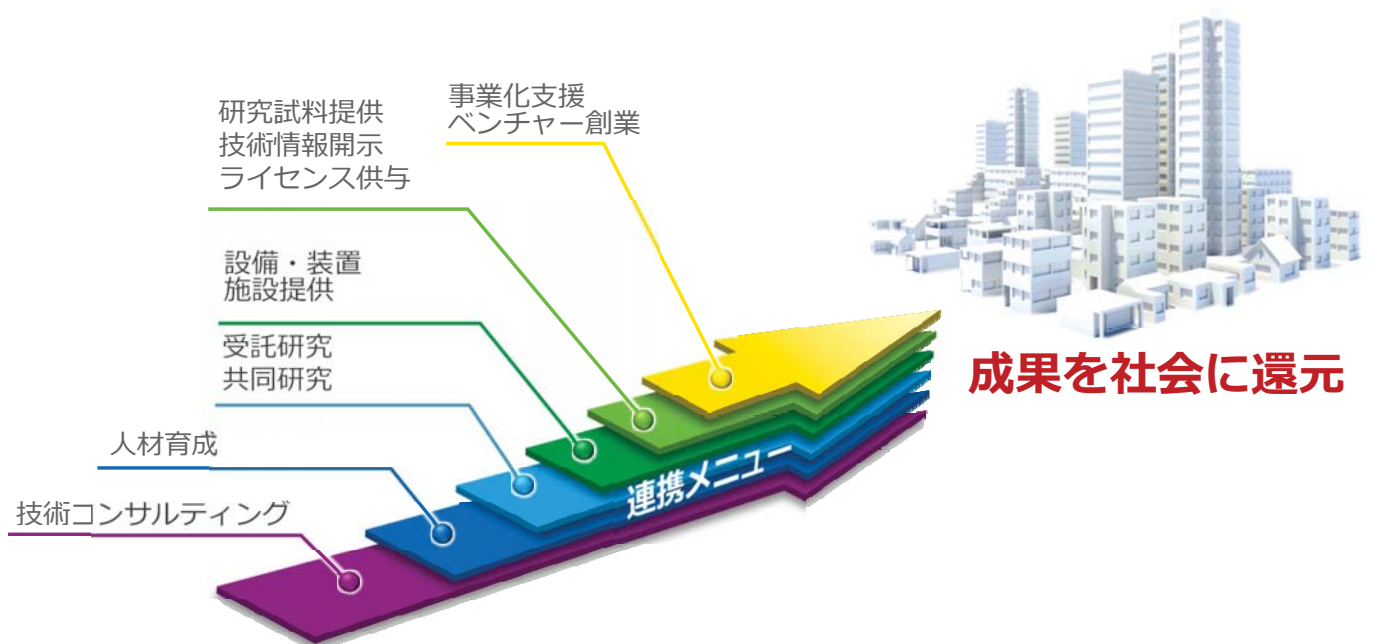 事業化支援
ベンチャー創業
研究試料提供
技術情報開示
ライセンス供与
設備・装置
施設提供
受託研究
共同研究
人材育成
技術コンサルティング
連携メニュー
成果を社会に還元